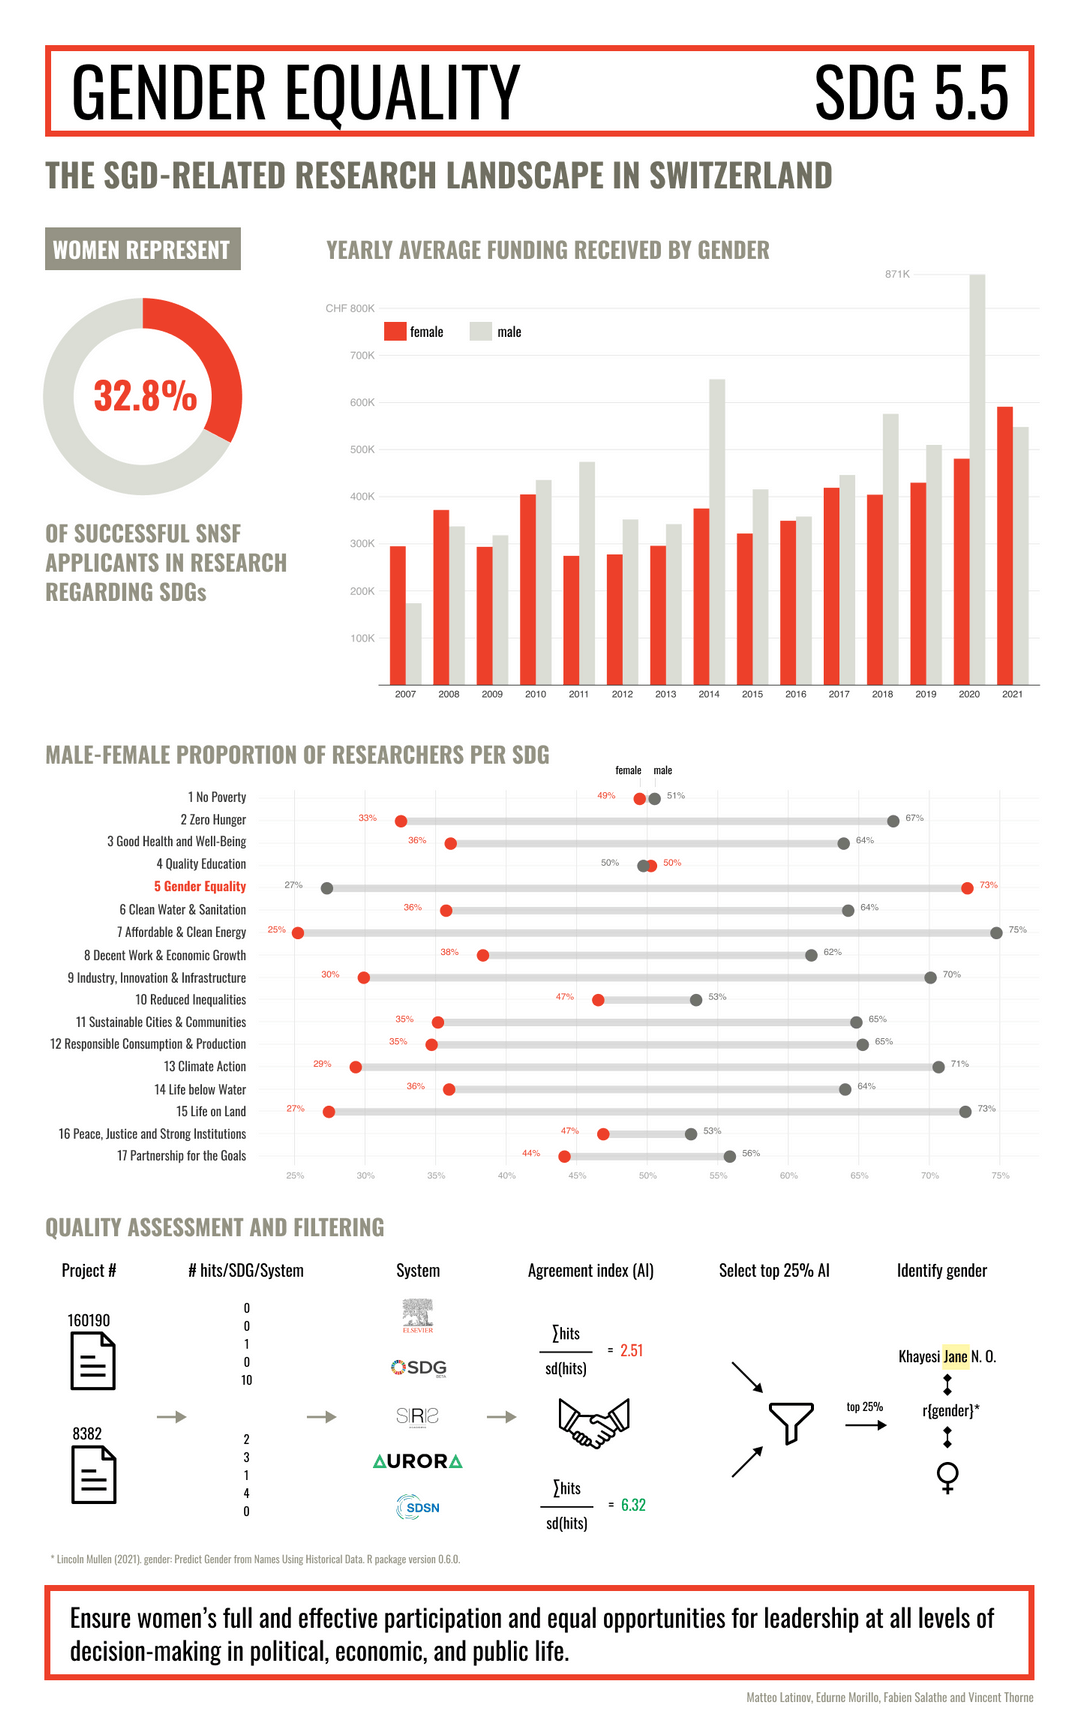 GENDER EQUALITY SDG 5.5
THE SGD-RELATED RESEARCH LANDSCAPE IN SWITZERLAND
WOMEN REPRESENT
32.8%
OF SUCCESSFUL SNSF
APPLICANTS IN RESEARCH
REGARDING SDGs
YEARLY AVERAGE FUNDING RECEIVED BY GENDER
871K
CHF 800K
female male
700K
600K
500K
400K
300K
200K
100K
2007 2008 2009 2010 2011 2012 2013 2014 2015 2016 2017 2018 2019 2020 2021
MALE-FEMALE PROPORTION OF RESEARCHERS PER SDG
female male
1 No Poverty 49% 51%
2 Zero Hunger 33% 67%
3 Good Health and Well-Being 36% 64%
4 Quality Education 50% 50%
5 Gender Equality 27% 73%
6 Clean Water & Sanitation 36% 64%
7 Affordable & Clean Energy 25% 75%
8 Decent Work & Economic Growth 38% 62%
9 Industry, Innovation & Infrastructure 30% 70%
10 Reduced Inequalities 47% 53%
11 Sustainable Cities & Communities 35% 65%
12 Responsible Consumption & Production 35% 65%
13 Climate Action 29% 71%
14 Life below Water 36% 64%
15 Life on Land 27% 73%
16 Peace, Justice and Strong Institutions 47% 53%
17 Partnership for the Goals 44% 56%
25% 30% 35% 40% 45% 50% 55% 60% 65% 70% 75%
QUALITY ASSESSMENT AND FILTERING
Project # # hits/SDG/System System Agreement index (AI) Select top 25% AI Identify gender
160190
8382
0
0
1
0
10
2
3
1
4
0
ELSEVIER
SDG
BETA
SIRIS
AURORA
SDSN
∑hits
sd(hits)
= 2.51
∑hits
sd(hits)
= 6.32
top 25%
Khayesi Jane N. O.
r{gender}*
* Lincoln Mullen (2021). gender: Predict Gender from Names Using Historical Data. R package version 0.6.0.
Ensure women's full and effective participation and equal opportunities for leadership at all levels of
decision-making in political, economic, and public life.
Matteo Latinov, Edurne Morillo, Fabien Salathe and Vincent Thorne